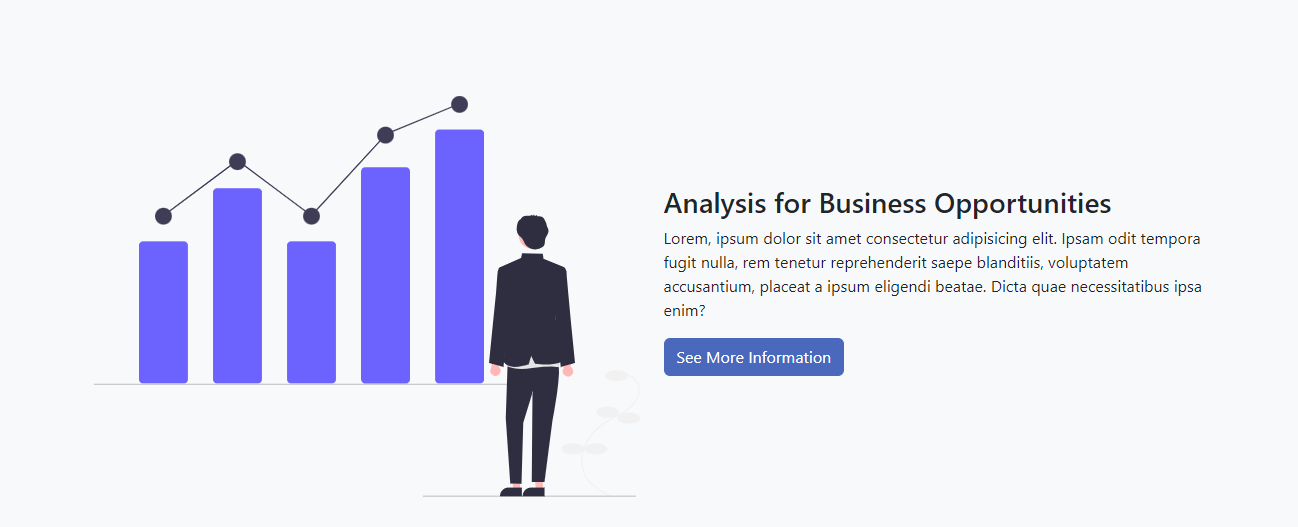 Analysis for Business Opportunities
Lorem, ipsum dolor sit amet consectetur adipisicing elit. Ipsam odit tempora
fugit nulla, rem tenetur reprehenderit saepe blanditiis, voluptatem
accusantium, placeat a ipsum eligendi beatae. Dicta quae necessitatibus ipsa
enim?
See More Information